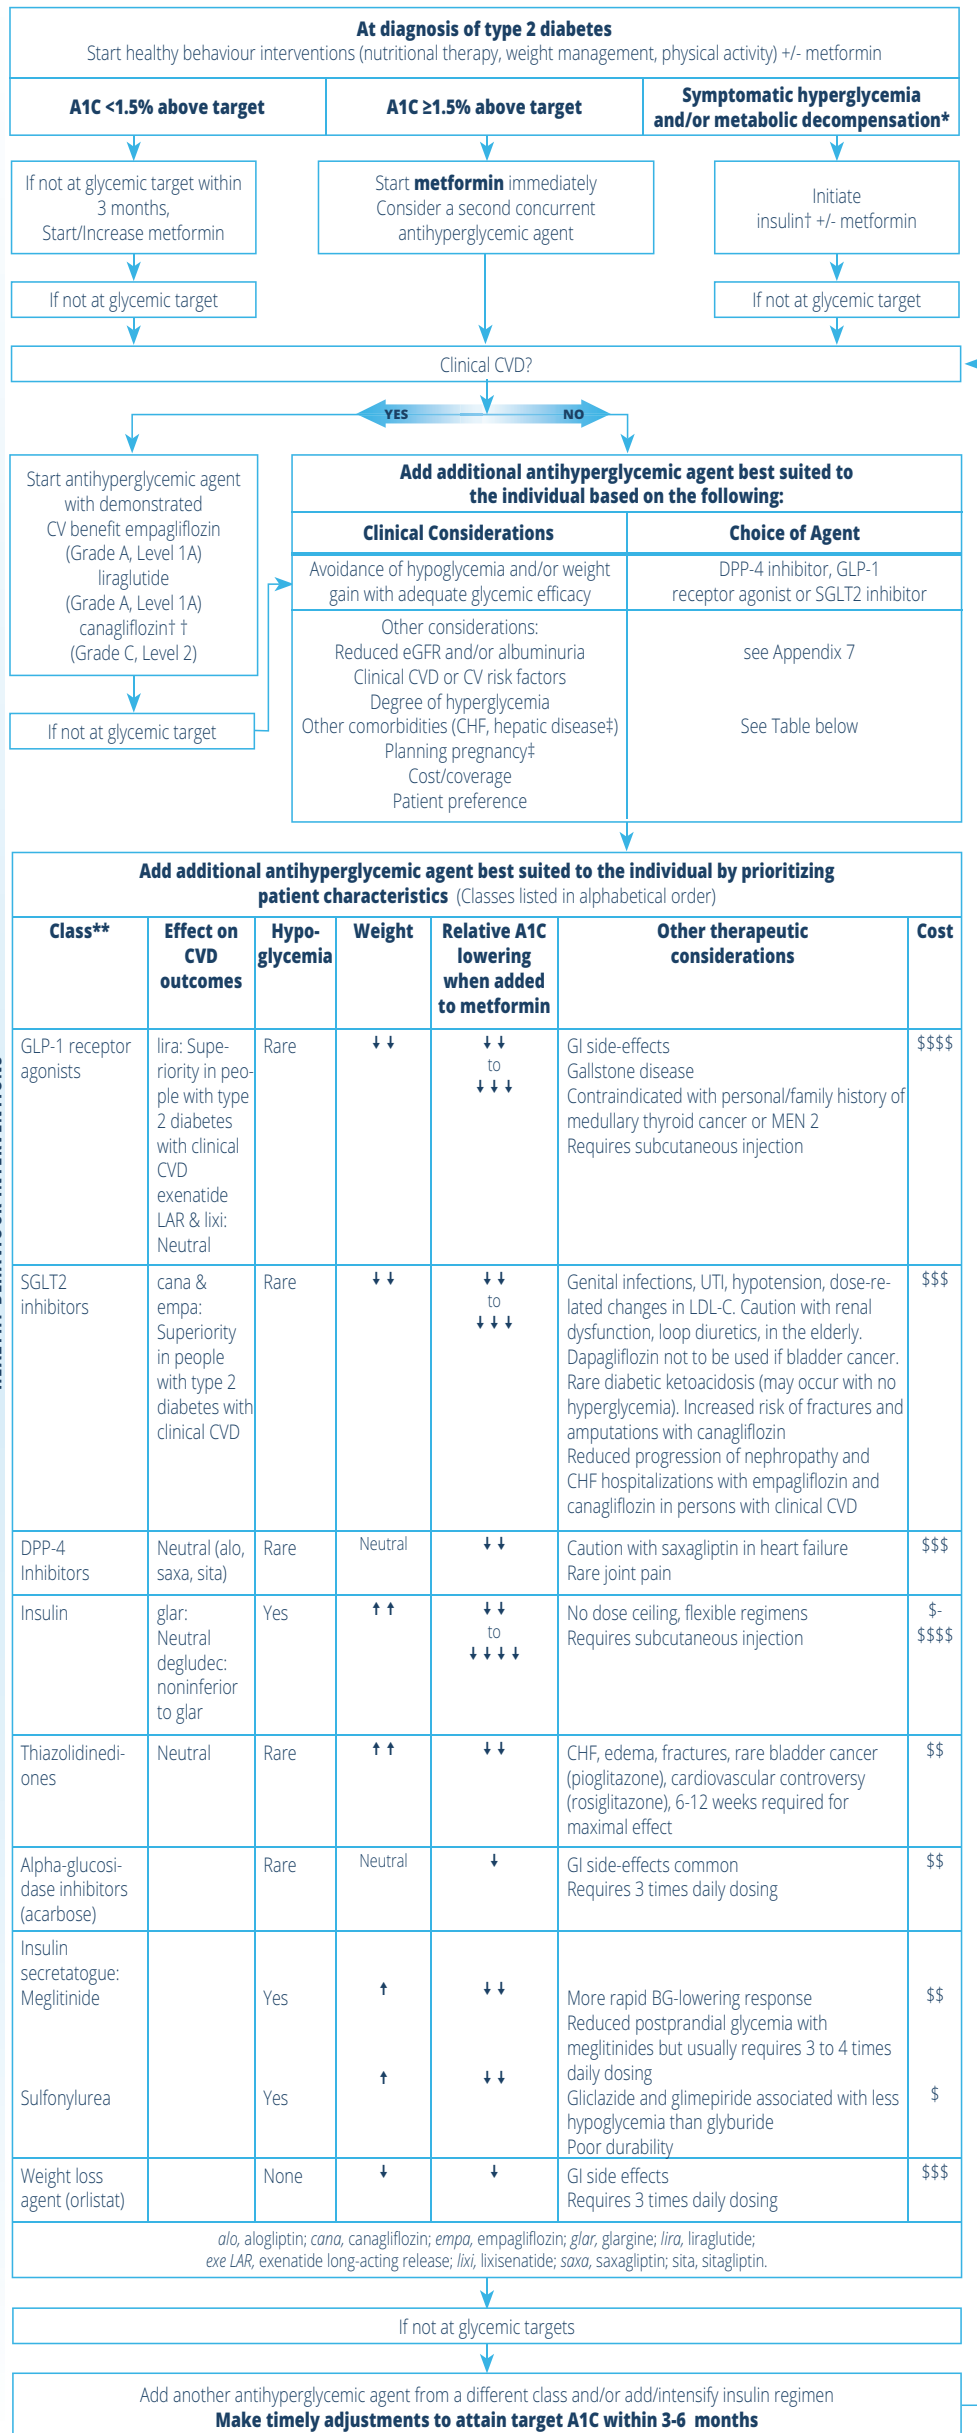 At diagnosis of type 2 diabetes
Start healthy behaviour interventions (nutritional therapy, weight management, physical activity) +/- metformin
A1C <1.5% above target
A1C ≥1.5% above target
Symptomatic hyperglycemia
and/or metabolic decompensation*
If not at glycemic target within
3 months,
Start/Increase metformin
Start metformin immediately
Consider a second concurrent
antihyperglycemic agent
Initiate
insulin† +/- metformin
If not at glycemic target
If not at glycemic target
Clinical CVD?
YES
NO
Start antihyperglycemic agent
with demonstrated
CV benefit empagliflozin
(Grade A, Level 1A)
liraglutide
(Grade A, Level 1A)
canagliflozin† †
(Grade C, Level 2)
If not at glycemic target
Add additional antihyperglycemic agent best suited to
the individual based on the following:
Clinical Considerations
Choice of Agent
Avoidance of hypoglycemia and/or weight
gain with adequate glycemic efficacy
DPP-4 inhibitor, GLP-1
receptor agonist or SGLT2 inhibitor
Other considerations:
Reduced eGFR and/or albuminuria
Clinical CVD or CV risk factors
Degree of hyperglycemia
Other comorbidities (CHF, hepatic disease‡)
Planning pregnancy‡
Cost/coverage
Patient preference
see Appendix 7
See Table below
Add additional antihyperglycemic agent best suited to the individual by prioritizing
patient characteristics (Classes listed in alphabetical order)
Class**
Effect on
CVD
outcomes
Hypo-
glycemia
Weight
Relative A1C
lowering
when added
to metformin
Other therapeutic
considerations
Cost
GLP-1 receptor
agonists
lira: Supe-
riority in peo-
ple with type
2 diabetes
with clinical
CVD
exenatide
LAR & lixi:
Neutral
Rare
↓↓
↓↓
to
↓↓↓
GI side-effects
Gallstone disease
Contraindicated with personal/family history of
medullary thyroid cancer or MEN 2
Requires subcutaneous injection
$$$$
SGLT2
inhibitors
cana &
empa:
Superiority
in people
with type 2
diabetes with
clinical CVD
Rare
↓↓
↓↓
to
↓↓↓
Genital infections, UTI, hypotension, dose-re-
lated changes in LDL-C. Caution with renal
dysfunction, loop diuretics, in the elderly.
Dapagliflozin not to be used if bladder cancer.
Rare diabetic ketoacidosis (may occur with no
hyperglycemia). Increased risk of fractures and
amputations with canagliflozin
Reduced progression of nephropathy and
CHF hospitalizations with empagliflozin and
canagliflozin in persons with clinical CVD
$$$
DPP-4
Inhibitors
Neutral (alo,
saxa, sita)
Rare
Neutral
↓↓
Caution with saxagliptin in heart failure
Rare joint pain
$$$
Insulin
glar:
Neutral
degludec:
noninferior
to glar
Yes
↑↑
↓↓
to
↓↓↓↓
No dose ceiling, flexible regimens
Requires subcutaneous injection
$-
$$$$
Thiazolidinedi-
ones
Neutral
Rare
↑↑
↓↓
CHF, edema, fractures, rare bladder cancer
(pioglitazone), cardiovascular controversy
(rosiglitazone), 6-12 weeks required for
maximal effect
$$
Alpha-glucosi-
dase inhibitors
(acarbose)
Rare
Neutral
↓
GI side-effects common
Requires 3 times daily dosing
$$
Insulin
secretatogue:
Meglitinide
Yes
↑
↓↓
More rapid BG-lowering response
Reduced postprandial glycemia with
meglitinides but usually requires 3 to 4 times
daily dosing
$$
Sulfonylurea
Yes
↑
↓↓
Gliclazide and glimepiride associated with less
hypoglycemia than glyburide
Poor durability
$
Weight loss
agent (orlistat)
None
↓
↓
GI side effects
Requires 3 times daily dosing
$$$
alo, alogliptin; cana, canagliflozin; empa, empagliflozin; glar, glargine; lira, liraglutide;
exe LAR, exenatide long-acting release; lixi, lixisenatide; saxa, saxagliptin; sita, sitagliptin.
If not at glycemic targets
Add another antihyperglycemic agent from a different class and/or add/intensify insulin regimen
Make timely adjustments to attain target A1C within 3-6 months